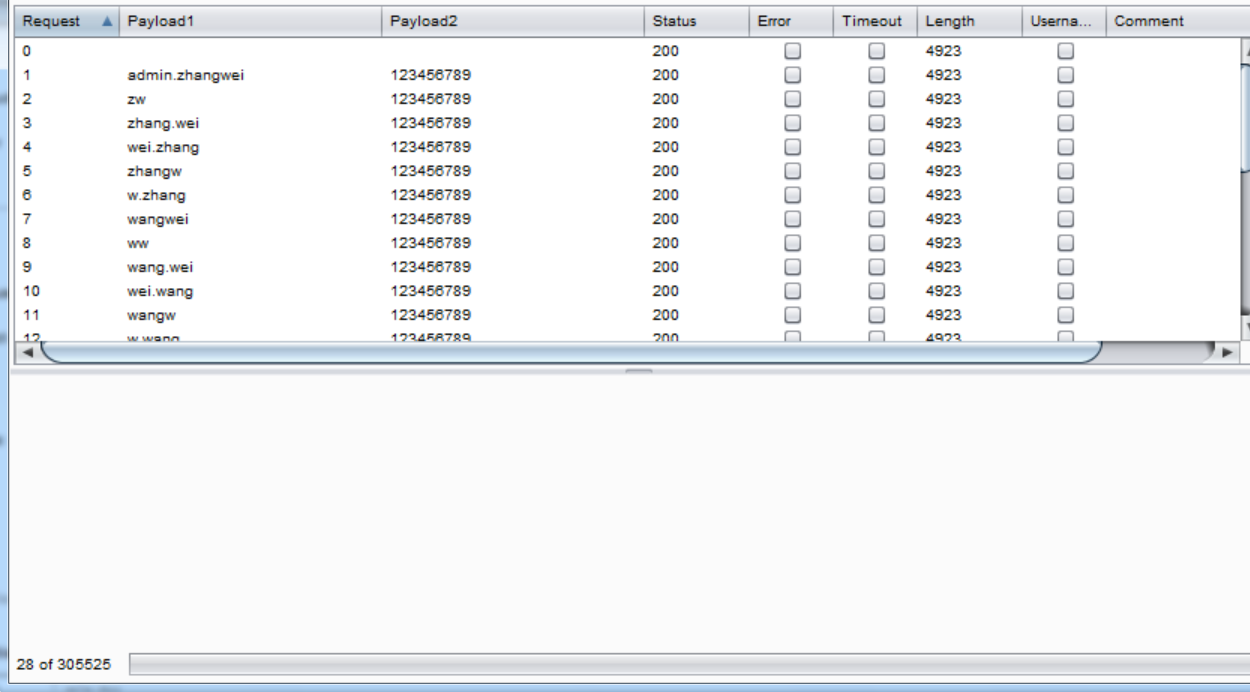 Request Payload1 Payload2 Status Error Timeout Length Userna... Comment
0 200 4923
1 admin.zhangwei 123456789 200 4923
2 zw 123456789 200 4923
3 zhang.wei 123456789 200 4923
4 wei.zhang 123456789 200 4923
5 zhangw 123456789 200 4923
6 w.zhang 123456789 200 4923
7 wangwei 123456789 200 4923
8 ww 123456789 200 4923
9 wang.wei 123456789 200 4923
10 wei.wang 123456789 200 4923
11 wangw 123456789 200 4923
12 w.wang 123456789 200 4923
28 of 305525